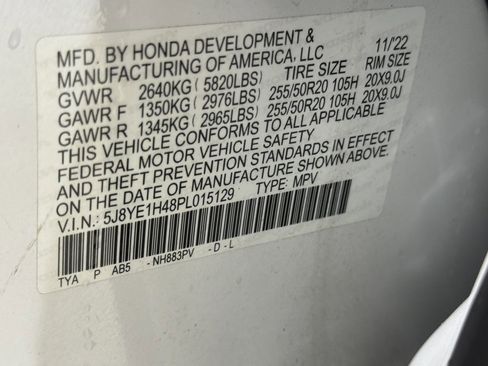 MFD. BY HONDA DEVELOPMENT & 11/'22
MANUFACTURING OF AMERICA, LLC
GVWR 2640KG ( 5820LBS) TIRE SIZE RIM SIZE
GAWR F 1350KG ( 2976LBS) 255/50R20 105H 20X9.0J
GAWR R 1345KG ( 2965LBS) 255/50R20 105H 20X9.0J
THIS VEHICLE CONFORMS TO ALL APPLICABLE
FEDERAL MOTOR VEHICLE SAFETY
AND THEFT PREVENTION STANDARDS IN EFFECT
ON THE DATE OF MANUFACTURE SHOWN ABOVE.
V.I.N.: 5J8YE1H48PL015129 TYPE: MPV
TYA P AB5 -NH883PV -D-L